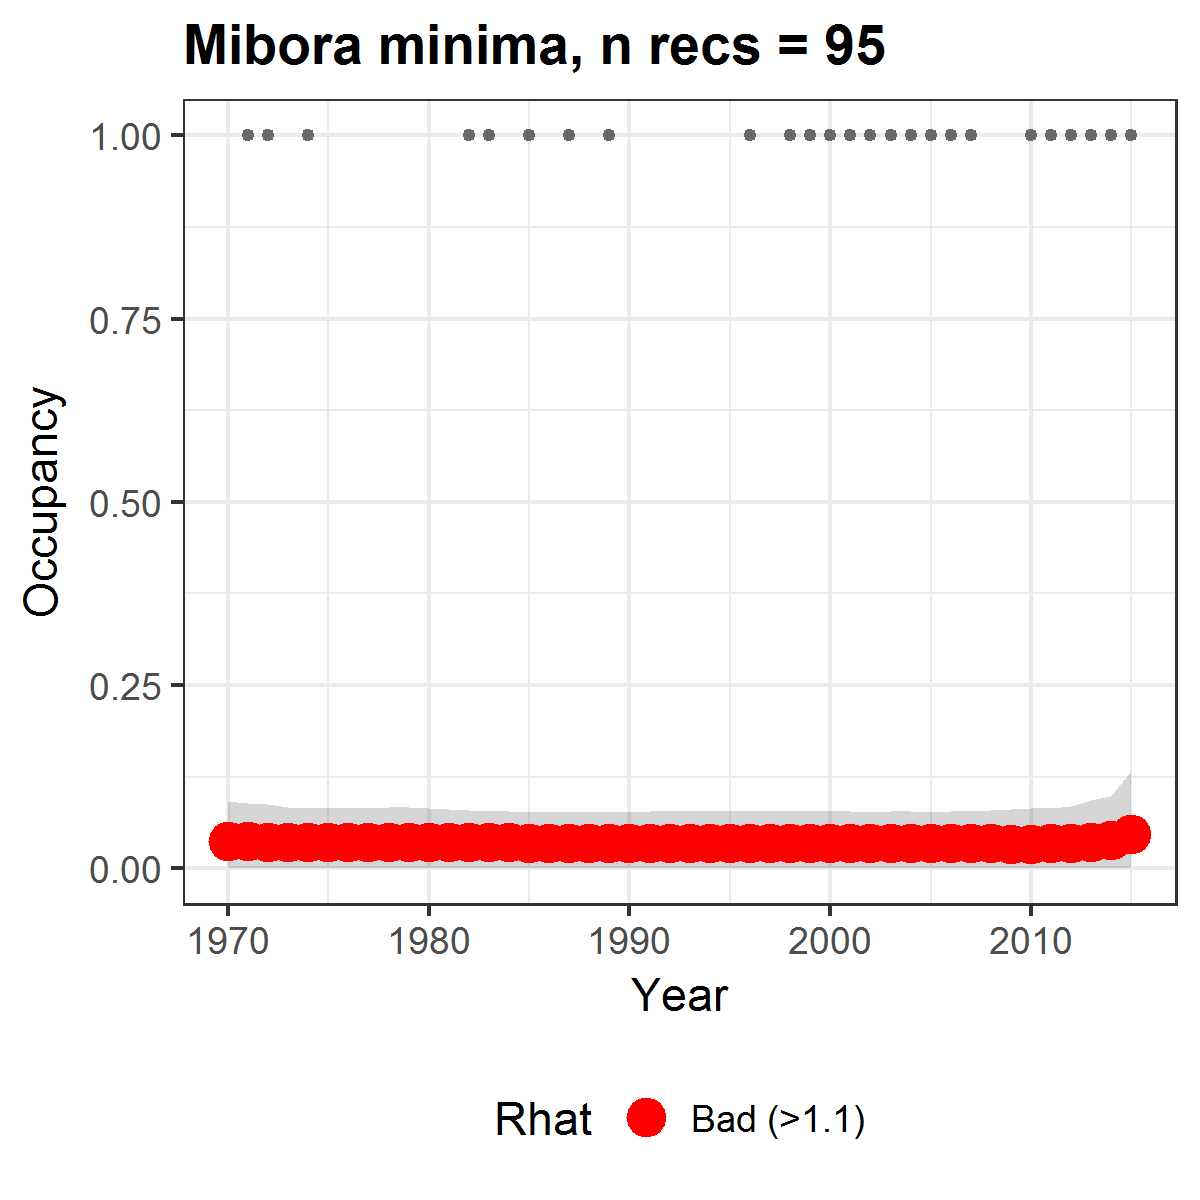 Mibora minima, n recs = 95
1.00
0.75
0.50
0.25
0.00
Occupancy
1970 1980 1990 2000 2010
Year
Rhat Bad (>1.1)